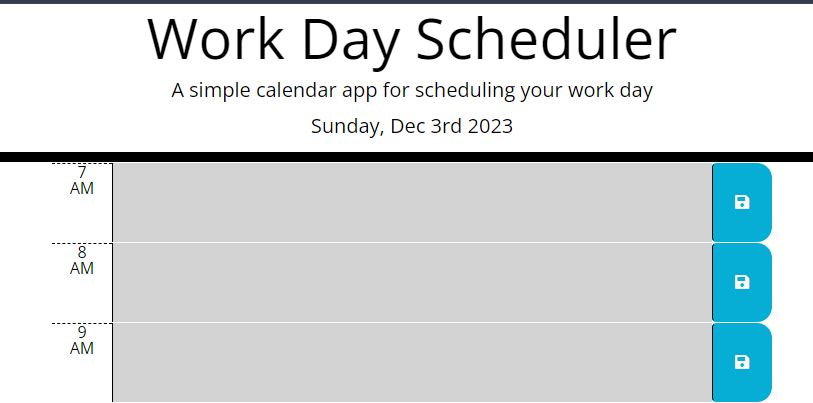 Work Day Scheduler
A simple calendar app for scheduling your work day
Sunday, Dec 3rd 2023
7
AM
8
AM
9
AM